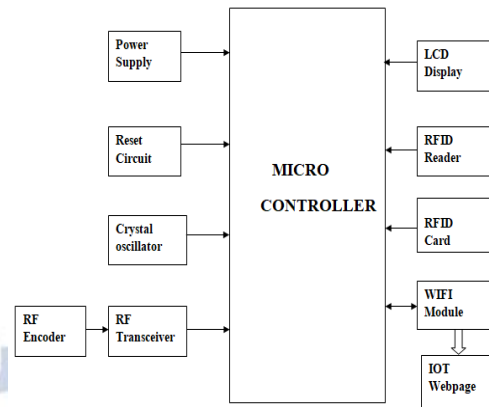 Power
Supply
Reset
Circuit
Crystal
oscillator
RF
Encoder
RF
Transceiver
MICRO
CONTROLLER
LCD
Display
RFID
Reader
RFID
Card
WIFI
Module
IOT
Webpage